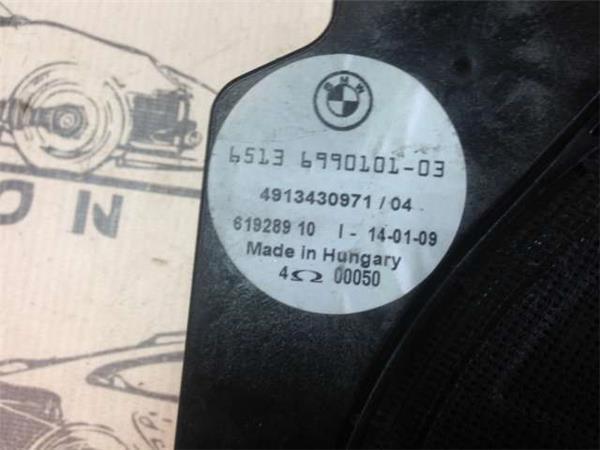 BMW
6513 6990101-03
4913430971 / 04
619289 10 I - 14-01-09
Made in Hungary
4Ω 00050